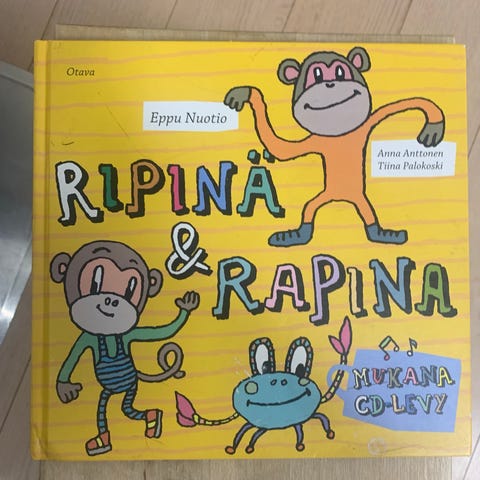 Otava
Eppu Nuotio
Anna Anttonen
Tiina Palokoski
RIPINÄ
& RAPINA
MUKANA
CD-LEVY